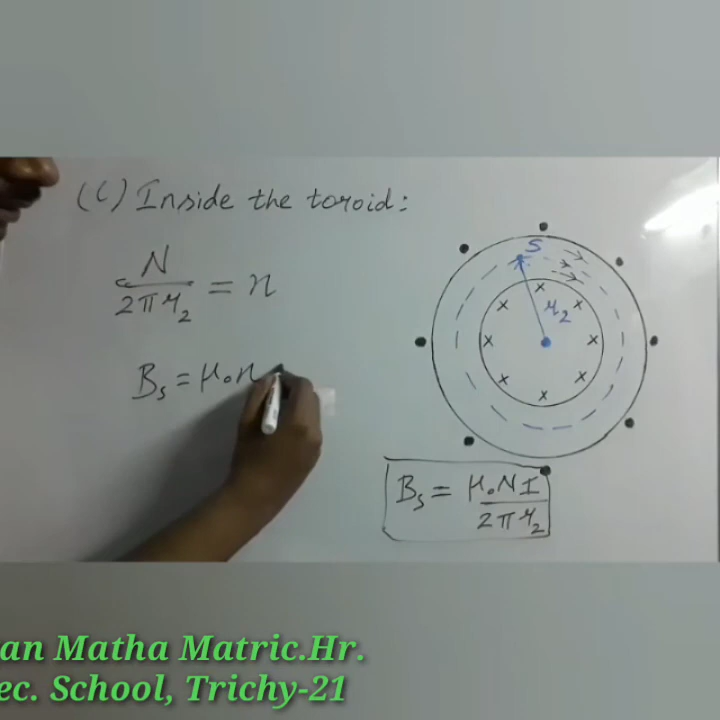 (C) Inside the toroid:
N
2πr₂ = n
Bₛ = μ₀n
S
r₂
Bₛ = μ₀NI
2πr₂
an Matha Matric.Hr.
ec. School, Trichy-21